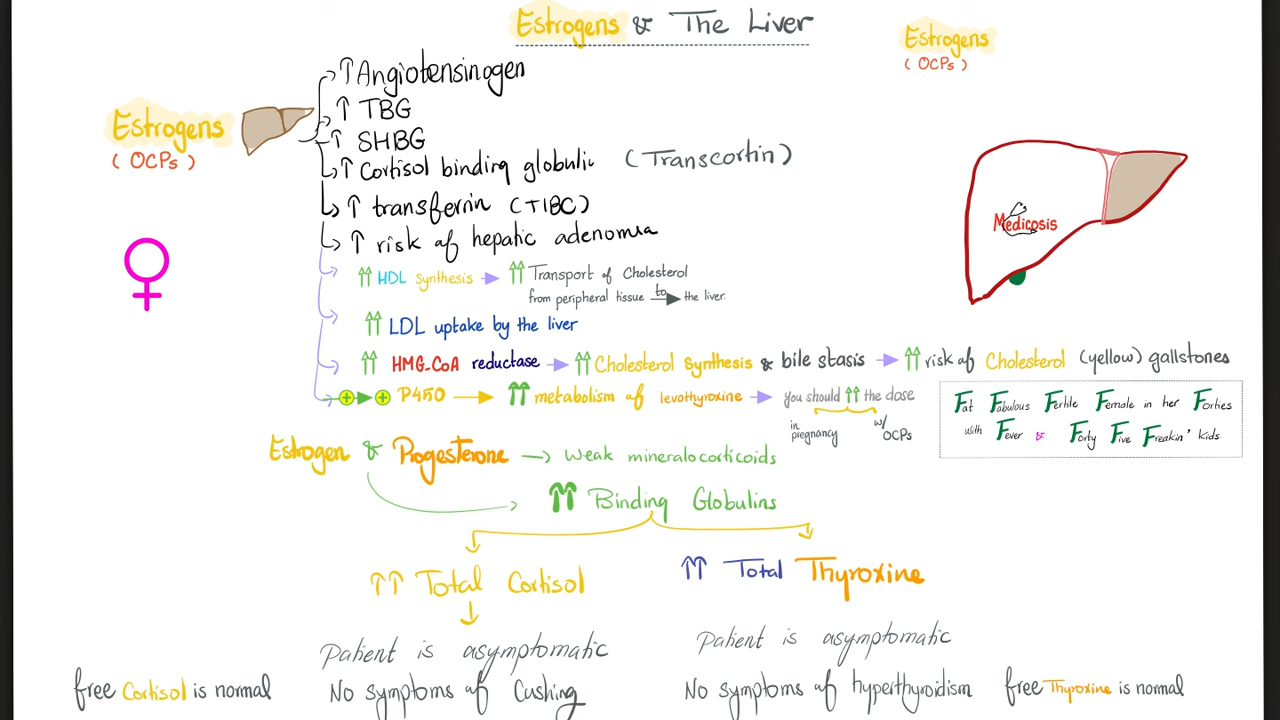 Estrogens & The Liver
Estrogens
(OCPs)
Estrogens
(OCPs)
↑ Angiotensinogen
↑ TBG
↑ SHBG
↑ Cortisol binding globulin (Transcortin)
↑ transferrin (TIBC)
↑ risk of hepatic adenomea
↑↑ HDL synthesis → ↑↑ Transport of Cholesterol
from peripheral tissue to → the liver.
↑↑ LDL uptake by the liver
↑↑ HMG-CoA reductase → ↑↑ Cholesterol synthesis & bile stasis → ↑↑ risk of Cholesterol (yellow) gallstones
⊕ → ⊕ P450 → ↑↑ metabolism of levothyroxine → you should ↑↑ the dose
in pregnancy
w/ OCPs
Medicosis
Fat Fabulous Fertile Female in her Forties
with Fever & Forty Five Freakin' kids.
Estrogen & Progesterone → weak mineralocorticoids
↑↑ Binding Globulins
↑↑ Total Cortisol
↑↑ Total Thyroxine
Patient is asymptomatic
Patient is asymptomatic
free Cortisol is normal
No symptoms of Cushing
No symptoms of hyperthyroidism
free Thyroxine is normal